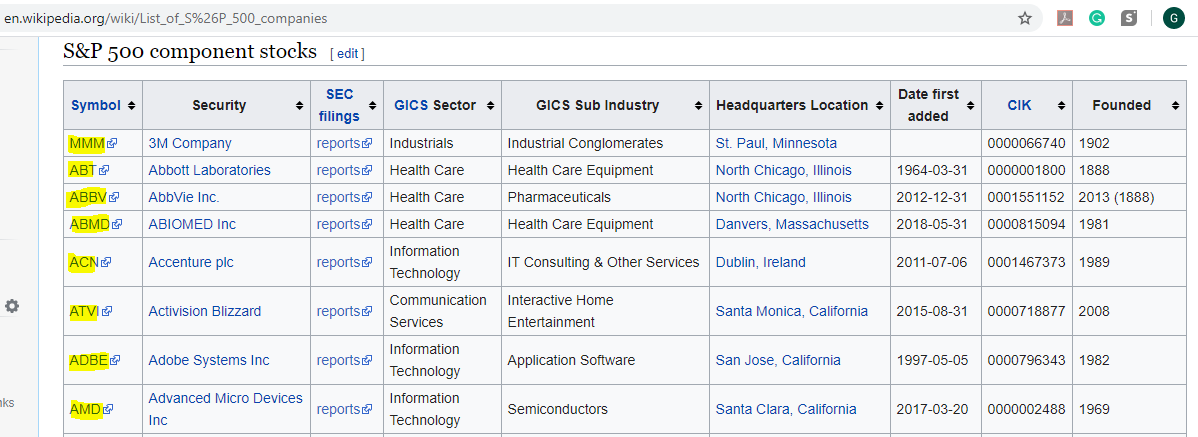 en.wikipedia.org/wiki/List_of_S%26P_500_companies
G
S&P 500 component stocks [ edit ]
Symbol Security SEC filings GICS Sector GICS Sub Industry Headquarters Location Date first added CIK Founded
MMM 3M Company reports Industrials Industrial Conglomerates St. Paul, Minnesota 0000066740 1902
ABT Abbott Laboratories reports Health Care Health Care Equipment North Chicago, Illinois 1964-03-31 0000001800 1888
ABBV AbbVie Inc. reports Health Care Pharmaceuticals North Chicago, Illinois 2012-12-31 0001551152 2013 (1888)
ABMD ABIOMED Inc reports Health Care Health Care Equipment Danvers, Massachusetts 2018-05-31 0000815094 1981
ACN Accenture plc reports Information Technology IT Consulting & Other Services Dublin, Ireland 2011-07-06 0001467373 1989
ATVI Activision Blizzard reports Communication Services Interactive Home Entertainment Santa Monica, California 2015-08-31 0000718877 2008
ADBE Adobe Systems Inc reports Information Technology Application Software San Jose, California 1997-05-05 0000796343 1982
AMD Advanced Micro Devices Inc reports Information Technology Semiconductors Santa Clara, California 2017-03-20 0000002488 1969